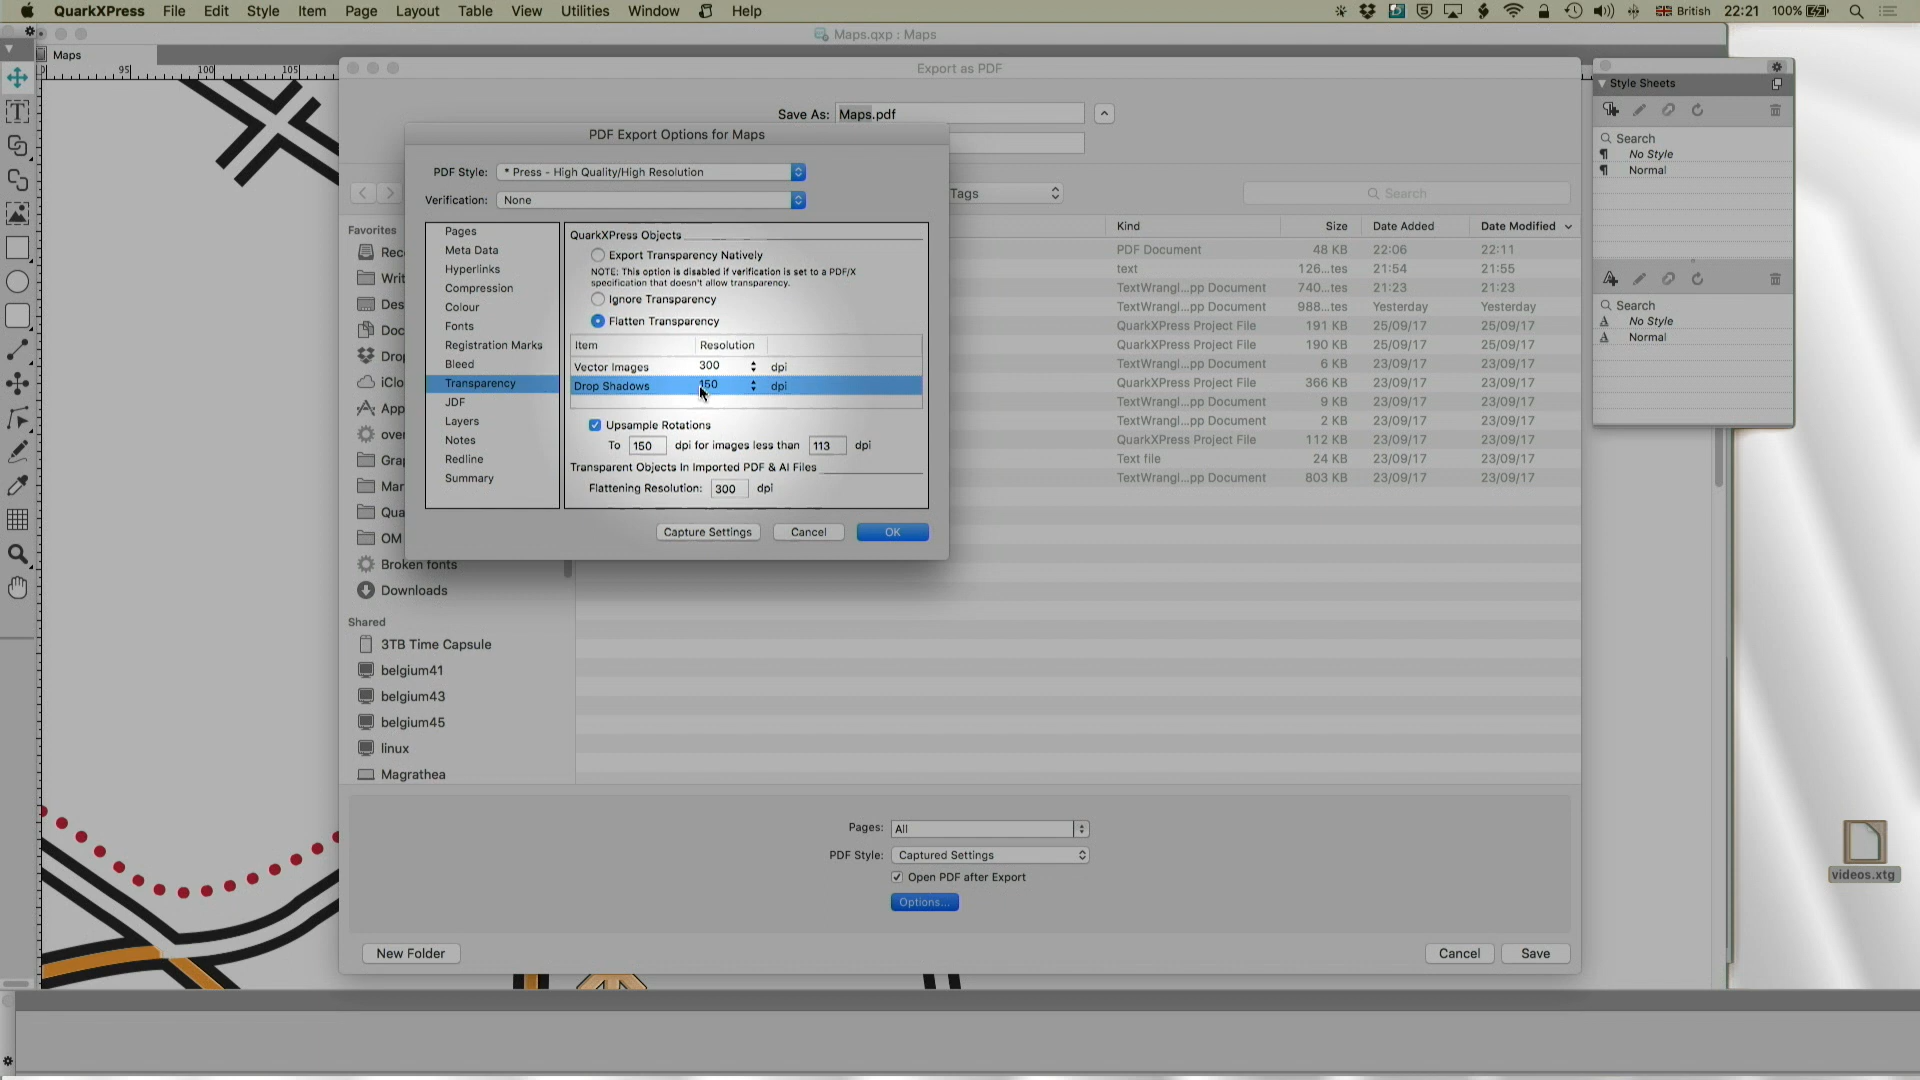 QuarkXPress File Edit Style Item Page Layout Table View Utilities Window Help
British 22:21 100%
Maps.qxp : Maps
Maps
95 100 105
Export as PDF
Save As: Maps.pdf
PDF Export Options for Maps
PDF Style: * Press - High Quality/High Resolution
Verification: None
Pages
Meta Data
Hyperlinks
Compression
Colour
Fonts
Registration Marks
Bleed
Transparency
JDF
Layers
Notes
Redline
Summary
QuarkXPress Objects
Export Transparency Natively
NOTE: This option is disabled if verification is set to a PDF/X
specification that doesn't allow transparency.
Ignore Transparency
Flatten Transparency
Item Resolution
Vector Images 300 dpi
Drop Shadows 150 dpi
Upsample Rotations
To 150 dpi for images less than 113 dpi
Transparent Objects In Imported PDF & AI Files
Flattening Resolution: 300 dpi
Capture Settings Cancel OK
Tags
Search
Favorites
Rec
Writ
Des
Doc
Dro
iClo
App
over
Gra
Mar
Qua
OM
Broken fonts
Downloads
Shared
3TB Time Capsule
belgium41
belgium43
belgium45
linux
Magrathea
Kind Size Date Added Date Modified
PDF Document 48 KB 22:06 22:11
text 126...tes 21:54 21:55
TextWrangl...pp Document 740...tes 21:23 21:23
TextWrangl...pp Document 988...tes Yesterday Yesterday
QuarkXPress Project File 191 KB 25/09/17 25/09/17
QuarkXPress Project File 190 KB 25/09/17 25/09/17
TextWrangl...pp Document 6 KB 23/09/17 23/09/17
QuarkXPress Project File 366 KB 23/09/17 23/09/17
TextWrangl...pp Document 9 KB 23/09/17 23/09/17
TextWrangl...pp Document 2 KB 23/09/17 23/09/17
QuarkXPress Project File 112 KB 23/09/17 23/09/17
Text file 24 KB 23/09/17 23/09/17
TextWrangl...pp Document 803 KB 23/09/17 23/09/17
Pages: All
PDF Style: Captured Settings
Open PDF after Export
Options...
New Folder Cancel Save
Style Sheets
Search
No Style
Normal
Search
No Style
Normal
videos.xtg